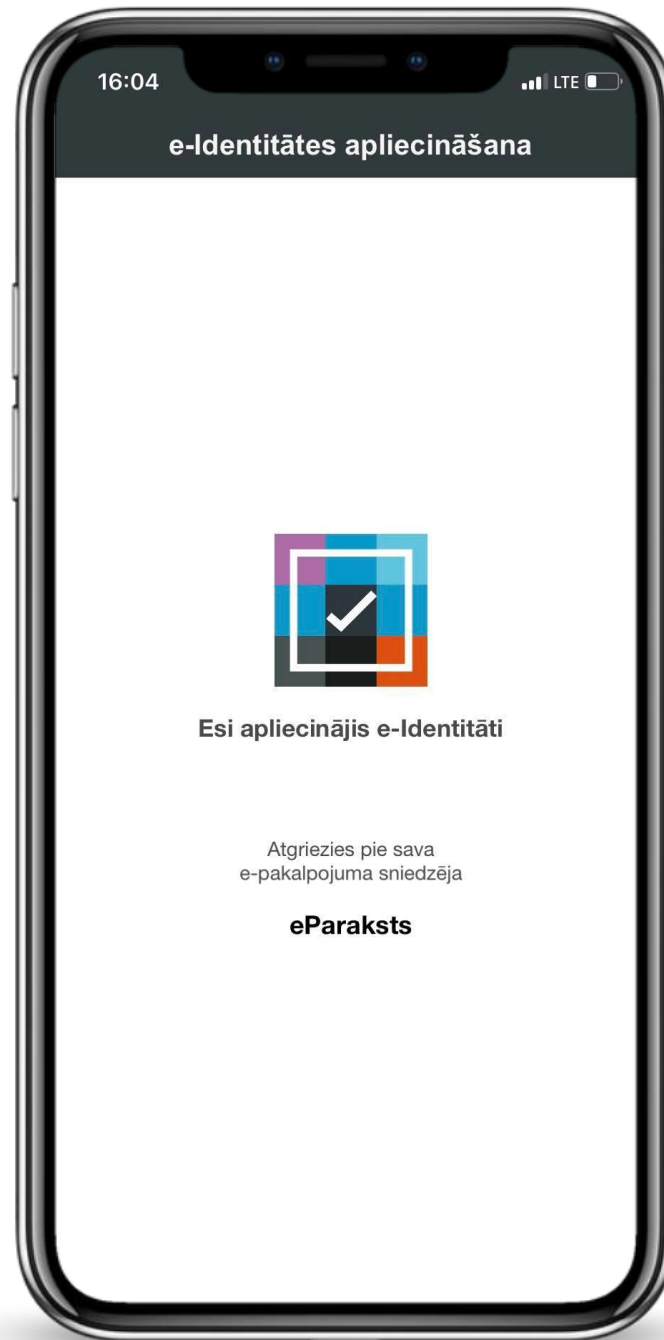 16:04
LTE
e-Identitātes apliecināšana
Esi apliecinājis e-Identitāti
Atgriezies pie sava
e-pakalpojuma sniedzēja
eParaksts